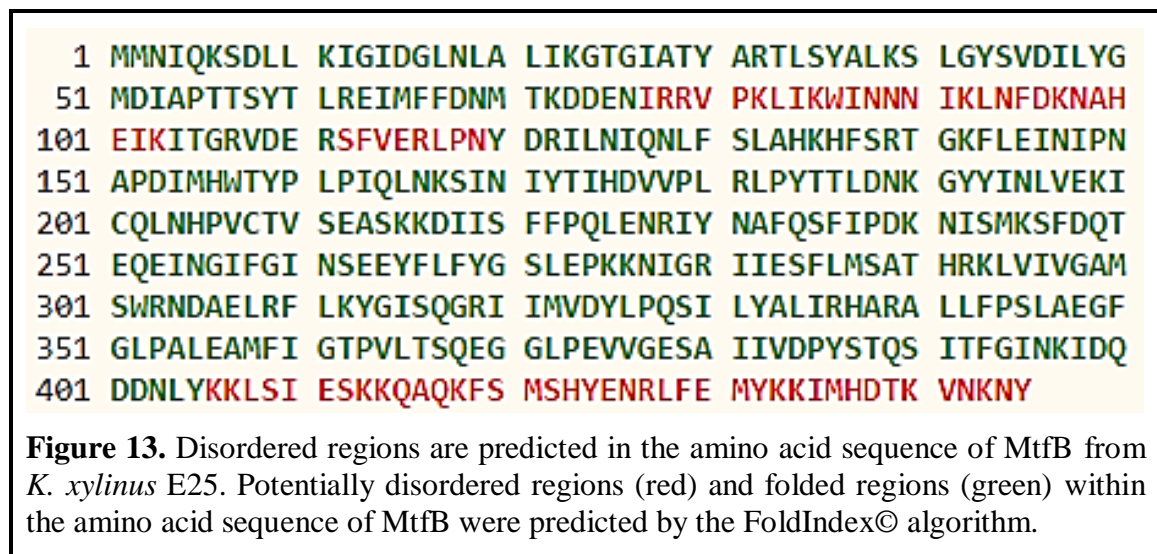 1 MMNIQKSDLL KIGIDGLNLA LIKGTGIATY ARTLSYALKS LGYSVDILYG
51 MDIAPTTSYT LREIMFFDNM TKDDENIRRV PKLIKWINNN IKLNFDKNAH
101 EIKITGRVDE RSFVERLPNY DRILNIQNLF SLAHKHFSRT GKFLEINIPN
151 APDIMHWTYP LPIQLNKSIN IYTIHDVVPL RLPYTTLDNK GYYINLVEKI
201 CQLNHPVCTV SEASKKDIIS FFPQLENRIY NAFQSFIPDK NISMKSFDQT
251 EQEINGIFGI NSEEYFLFYG SLEPKKNIGR IIESFLMSAT HRKLVIVGAM
301 SWRNDAELRF LKYGISQGRI IMVDYLPQSI LYALIRHARA LLFPSLAEGF
351 GLPALEAMFI GTPVLTSQEG GLPEVVGESA IIVDPYSTQS ITFGINKIDQ
401 DDNLYKKLSI ESKKQAQKFS MSHYENRLFE MYKKIMHDTK VNKNY
Figure 13. Disordered regions are predicted in the amino acid sequence of MtfB from
K. xylinus E25. Potentially disordered regions (red) and folded regions (green) within
the amino acid sequence of MtfB were predicted by the FoldIndex© algorithm.